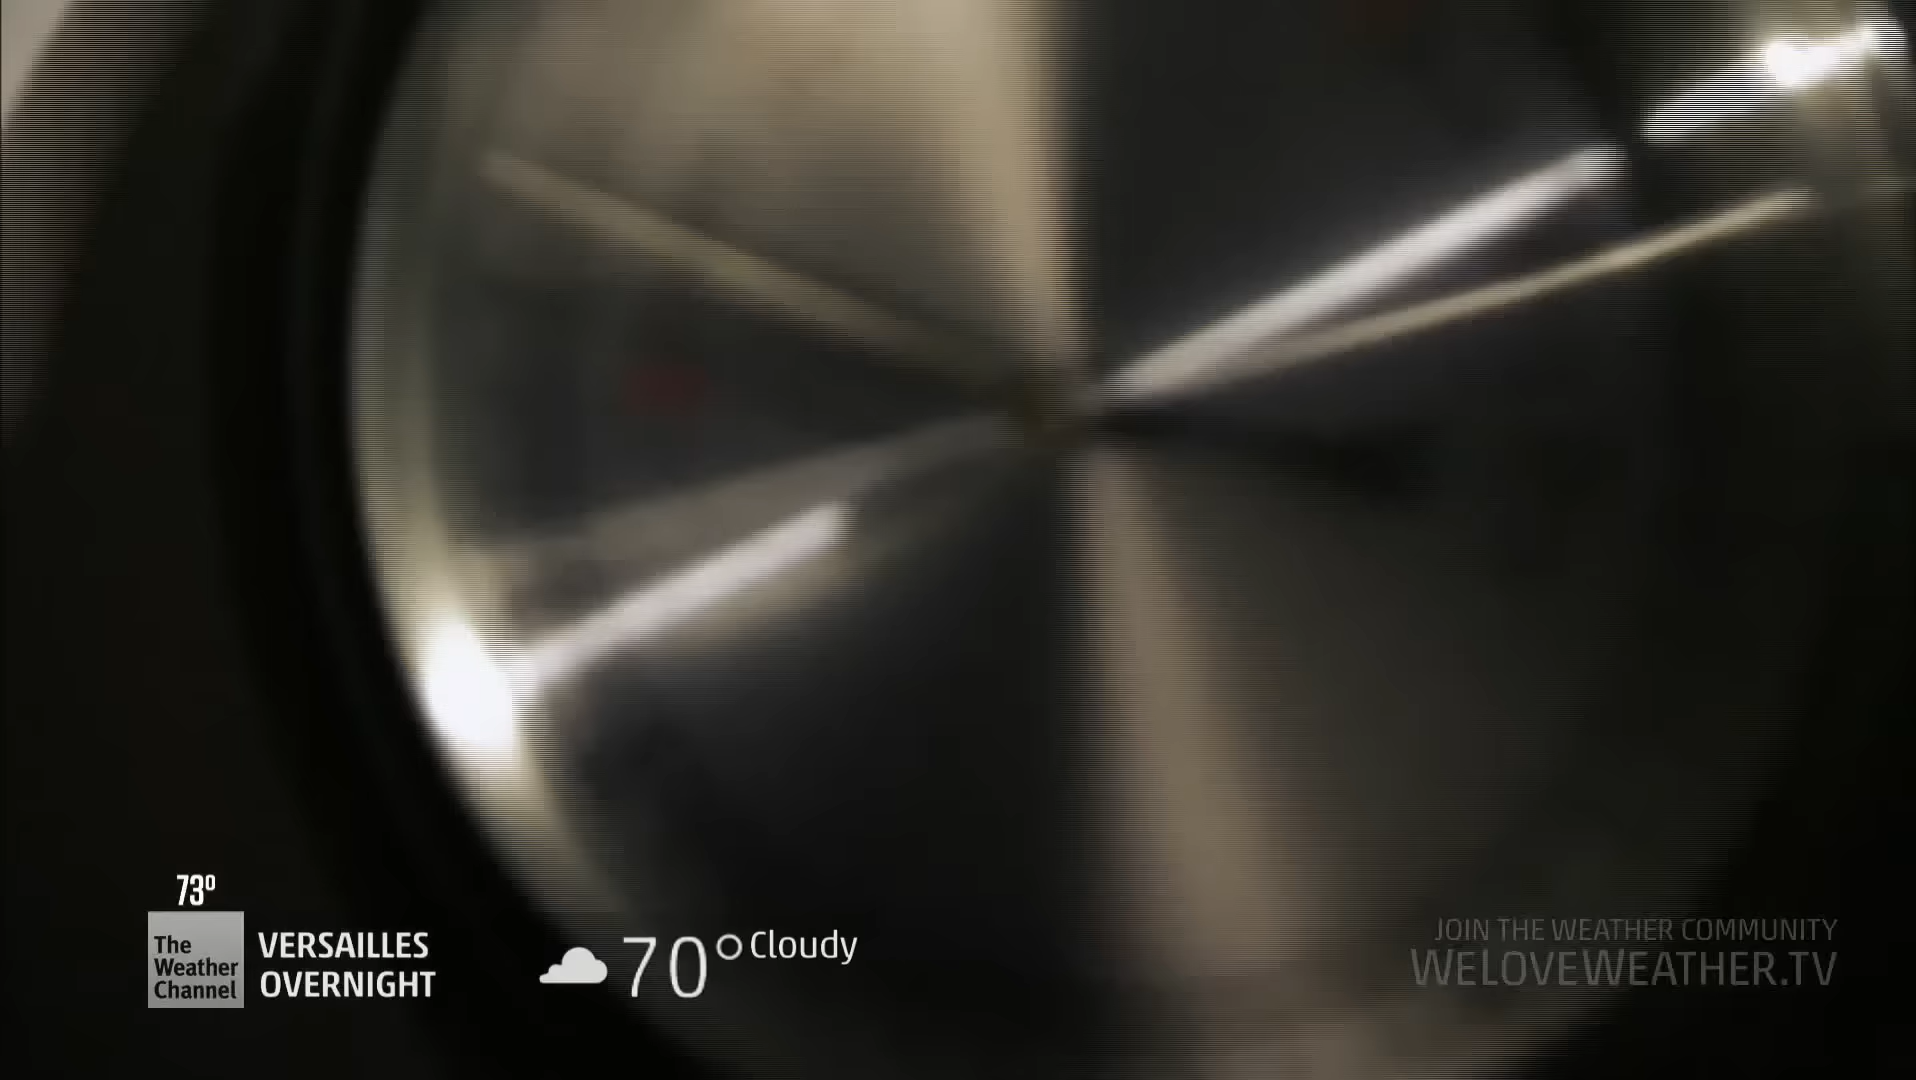 73°
The
Weather
Channel
VERSAILLES
OVERNIGHT
70° Cloudy
JOIN THE WEATHER COMMUNITY
WELOVEWEATHER.TV